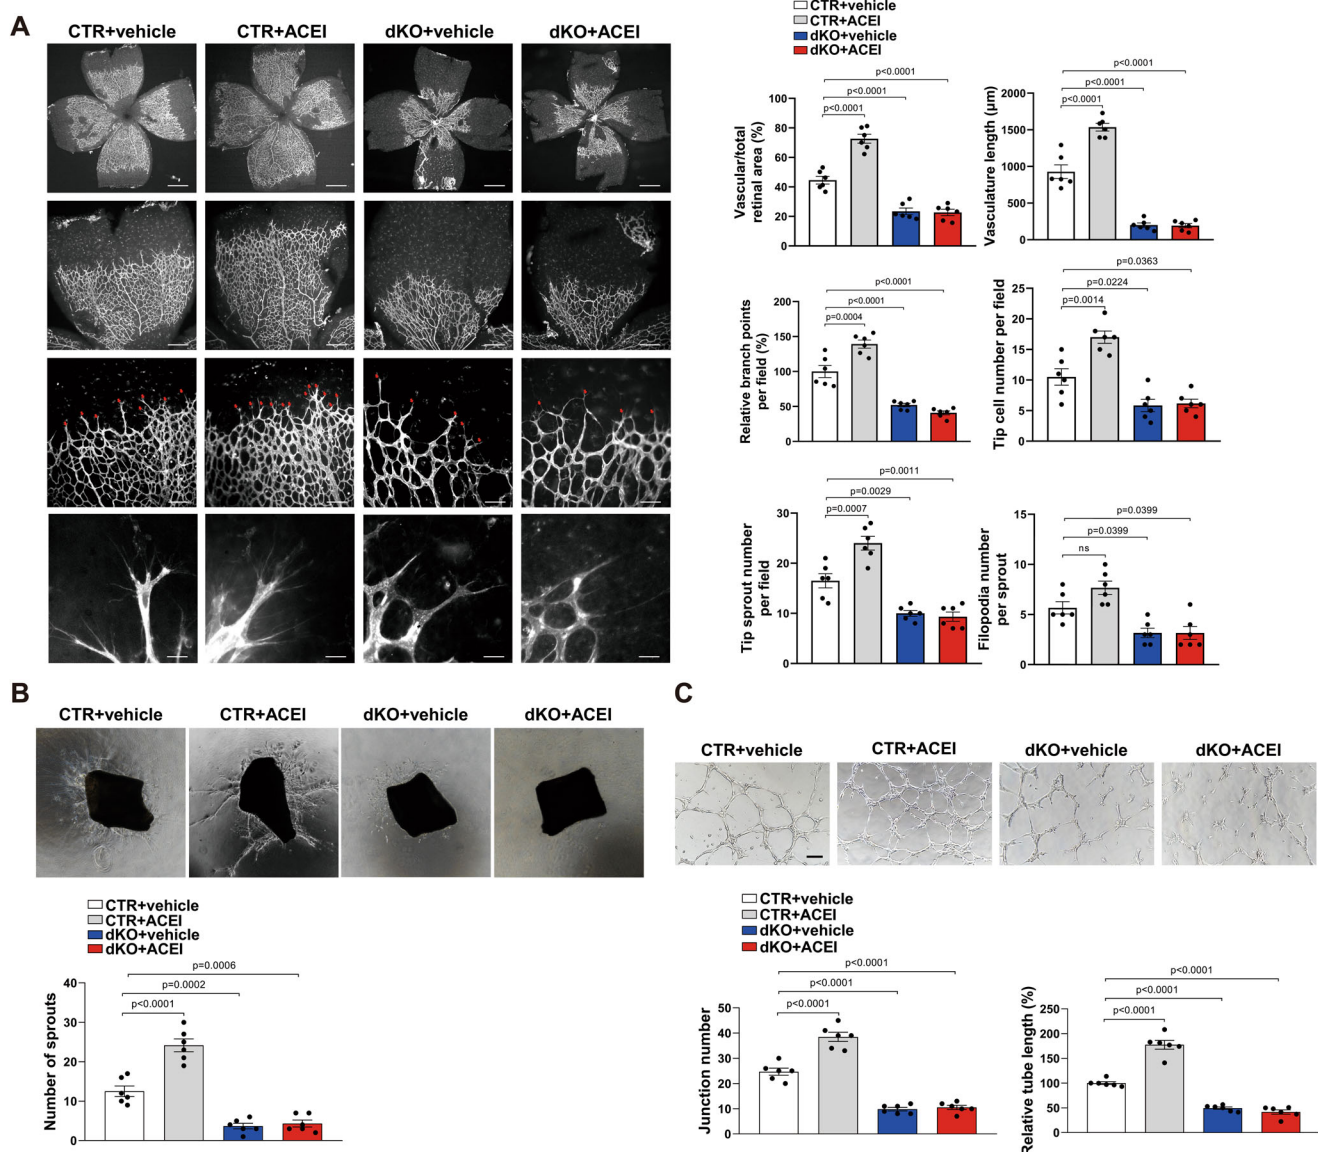 A
CTR+vehicle CTR+ACEI dKO+vehicle dKO+ACEI
CTR+vehicle
CTR+ACEI
dKO+vehicle
dKO+ACEI
Vascular/total
retinal area (%)
100
80
60
40
20
0
p<0.0001
p<0.0001
p<0.0001
Vasculature length (μm)
2000
1500
1000
500
0
p<0.0001
p<0.0001
p<0.0001
Relative branch points
per field (%)
200
150
100
50
0
p<0.0001
p<0.0001
p=0.0004
Tip cell number per field
25
20
15
10
5
0
p=0.0363
p=0.0224
p=0.0014
Tip sprout number
per field
30
20
10
0
p=0.0011
p=0.0029
p=0.0007
Filopodia number
per sprout
15
10
5
0
p=0.0399
p=0.0399
ns
B
CTR+vehicle CTR+ACEI dKO+vehicle dKO+ACEI
CTR+vehicle
CTR+ACEI
dKO+vehicle
dKO+ACEI
Number of sprouts
40
30
20
10
0
p=0.0006
p=0.0002
p<0.0001
C
CTR+vehicle CTR+ACEI dKO+vehicle dKO+ACEI
CTR+vehicle
CTR+ACEI
dKO+vehicle
dKO+ACEI
Junction number
50
40
30
20
10
0
p<0.0001
p<0.0001
p<0.0001
Relative tube length (%)
250
200
150
100
50
0
p<0.0001
p<0.0001
p<0.0001